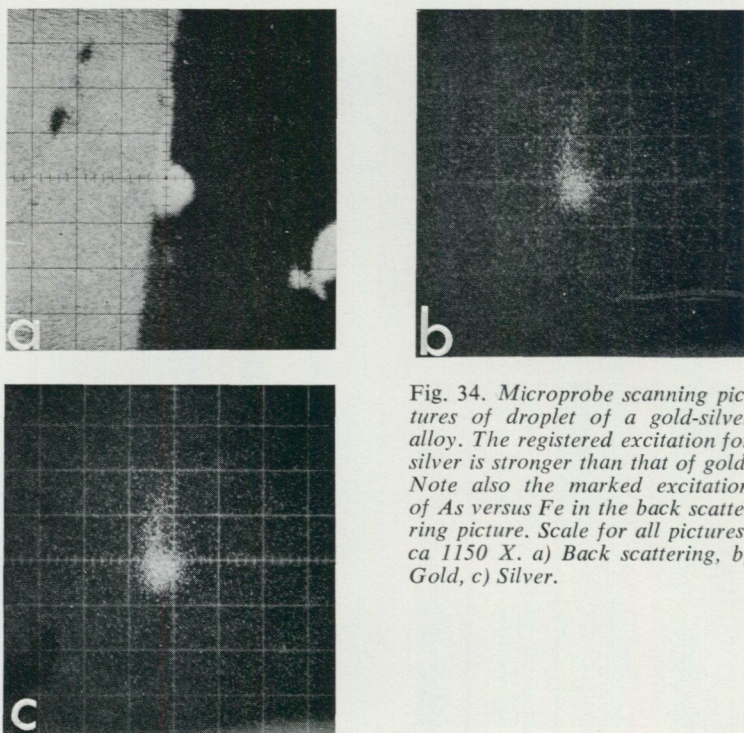 a
b
Fig. 34. Microprobe scanning pic-
tures of droplet of a gold-silver
alloy. The registered excitation for
silver is stronger than that of gold.
Note also the marked excitation
of As versus Fe in the back scatte-
ring picture. Scale for all pictures
ca 1150 X. a) Back scattering, b)
Gold, c) Silver.
c